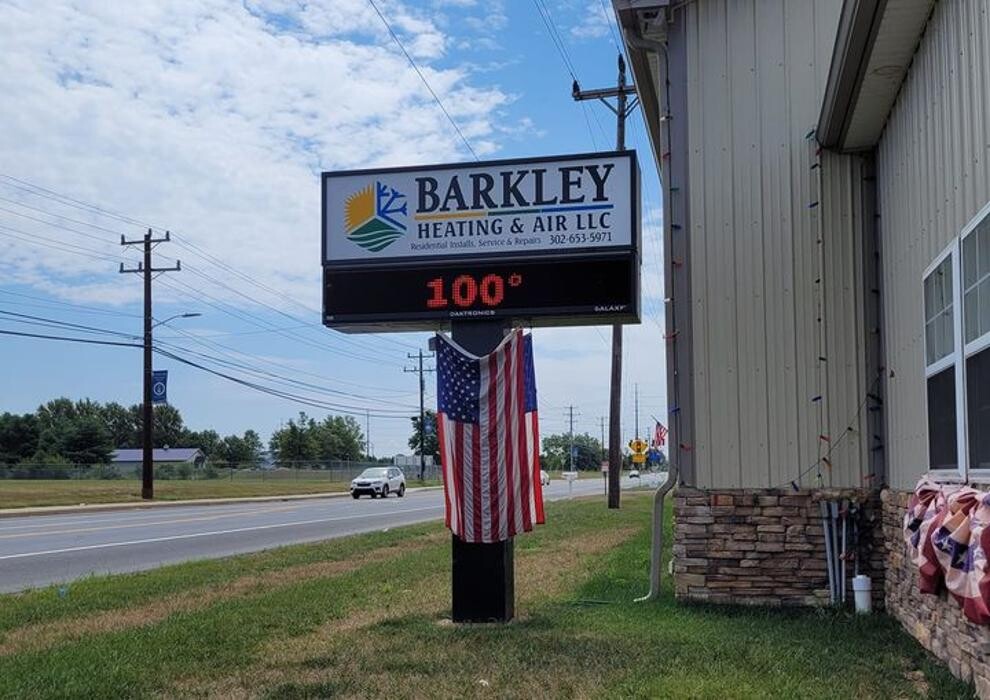 BARKLEY
HEATING & AIR LLC
Residential Installs, Service & Repairs 302-653-5971
100°
DAKTRONICS
GALAXY